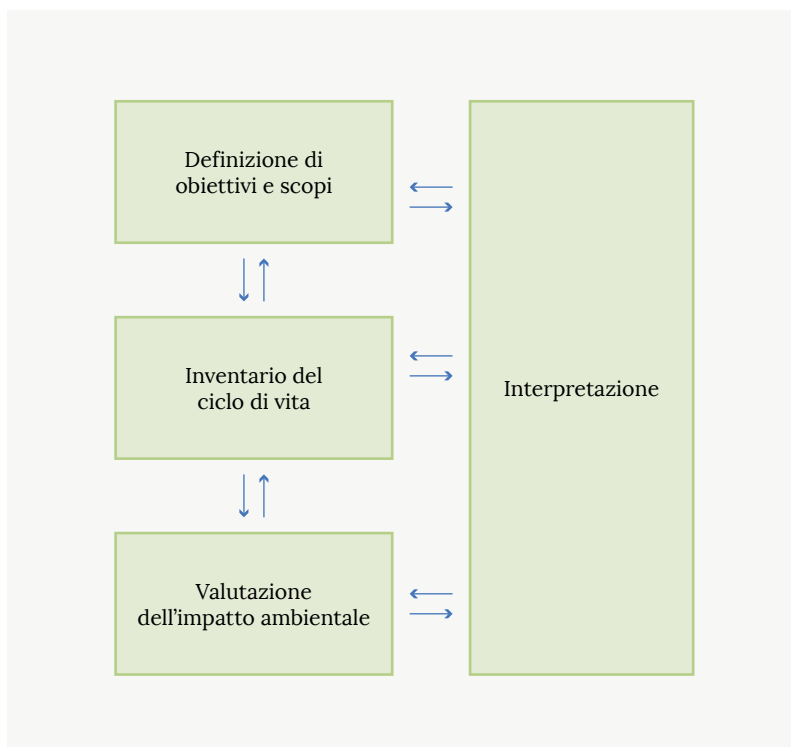 Definizione di
obiettivi e scopi
Inventario del
ciclo di vita
Interpretazione
Valutazione
dell’impatto ambientale